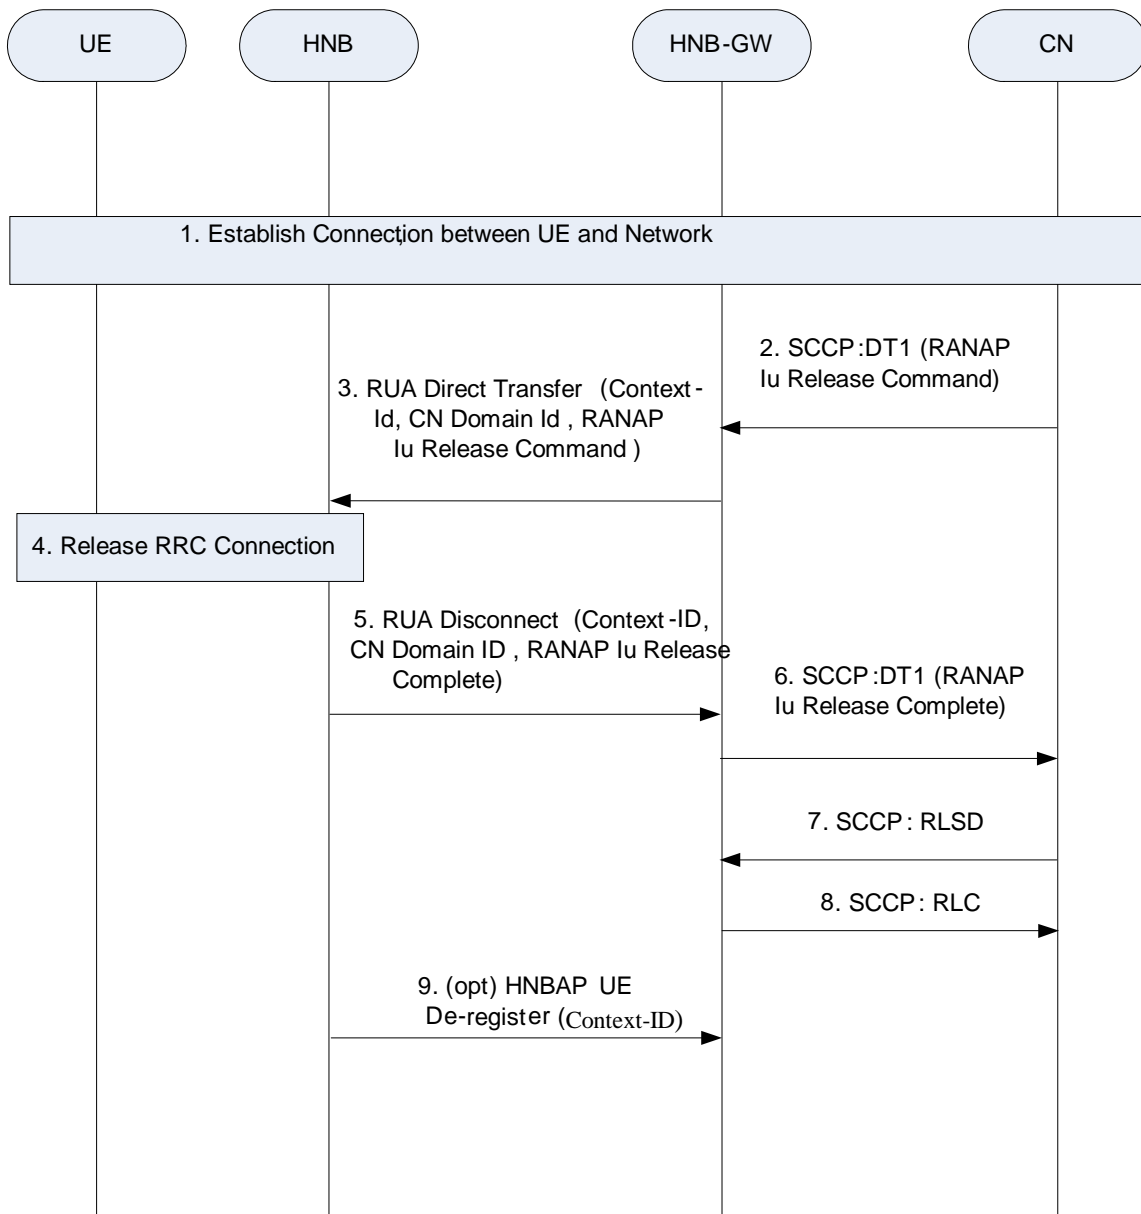 UE
HNB
HNB-GW
CN
1. Establish Connection between UE and Network
2. SCCP:DT1 (RANAP
Iu Release Command)
3. RUA Direct Transfer (Context-
Id, CN Domain Id , RANAP
Iu Release Command )
4. Release RRC Connection
5. RUA Disconnect (Context-ID,
CN Domain ID , RANAP Iu Release
Complete)
6. SCCP:DT1 (RANAP
Iu Release Complete)
7. SCCP: RLSD
8. SCCP: RLC
9. (opt) HNBAP UE
De-register (Context-ID)